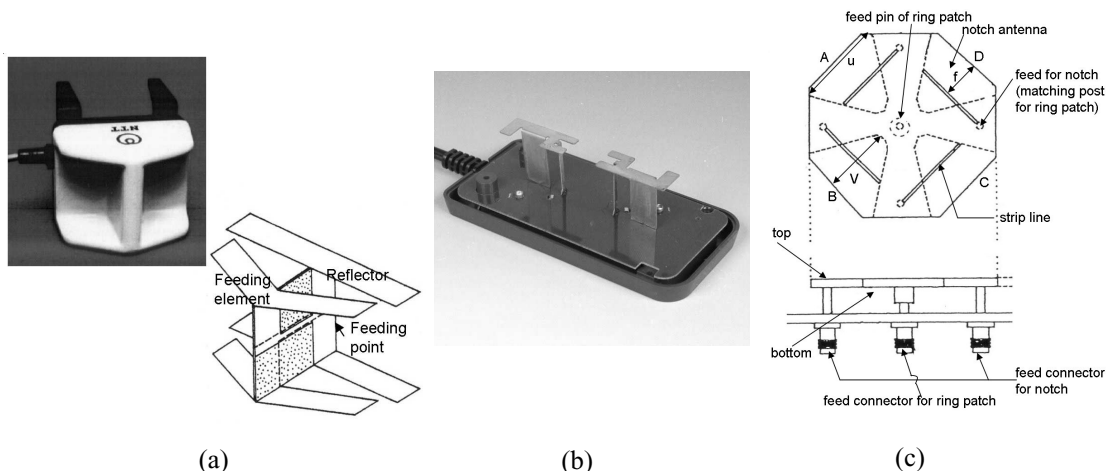 NTT
Feeding
element
Reflector
Feeding
point
(a)
(b)
feed pin of ring patch
notch antenna
A
u
D
f
feed for notch
(matching post
for ring patch)
B
V
C
strip line
top
bottom
feed connector
for notch
feed connector for ring patch
(c)